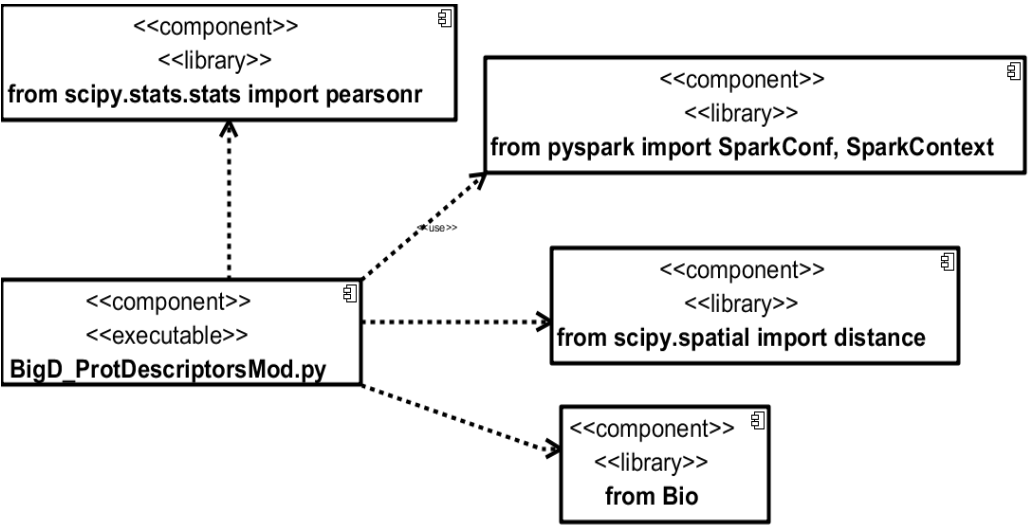 <<component>>
<<library>>
from scipy.stats.stats import pearsonr
<<component>>
<<library>>
from pyspark import SparkConf, SparkContext
<<use>>
<<component>>
<<library>>
from scipy.spatial import distance
<<component>>
<<executable>>
BigD_ProtDescriptorsMod.py
<<component>>
<<library>>
from Bio